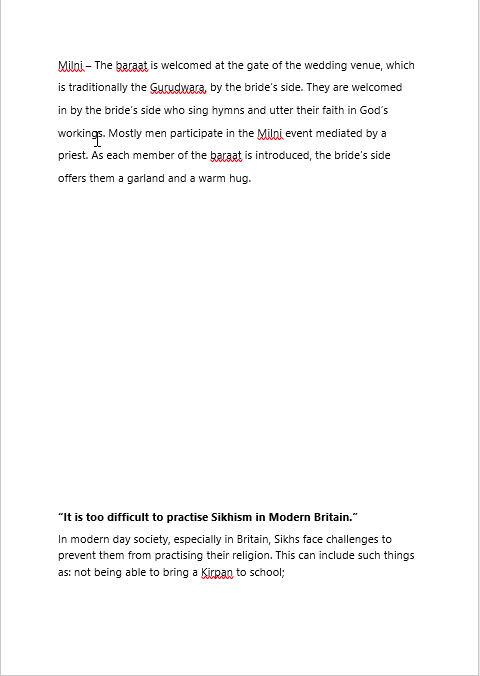 Milni – The baraat is welcomed at the gate of the wedding venue, which
is traditionally the Gurudwara, by the bride's side. They are welcomed
in by the bride's side who sing hymns and utter their faith in God's
workings. Mostly men participate in the Milni event mediated by a
priest. As each member of the baraat is introduced, the bride's side
offers them a garland and a warm hug.
“It is too difficult to practise Sikhism in Modern Britain.”
In modern day society, especially in Britain, Sikhs face challenges to
prevent them from practising their religion. This can include such things
as: not being able to bring a Kirpan to school;